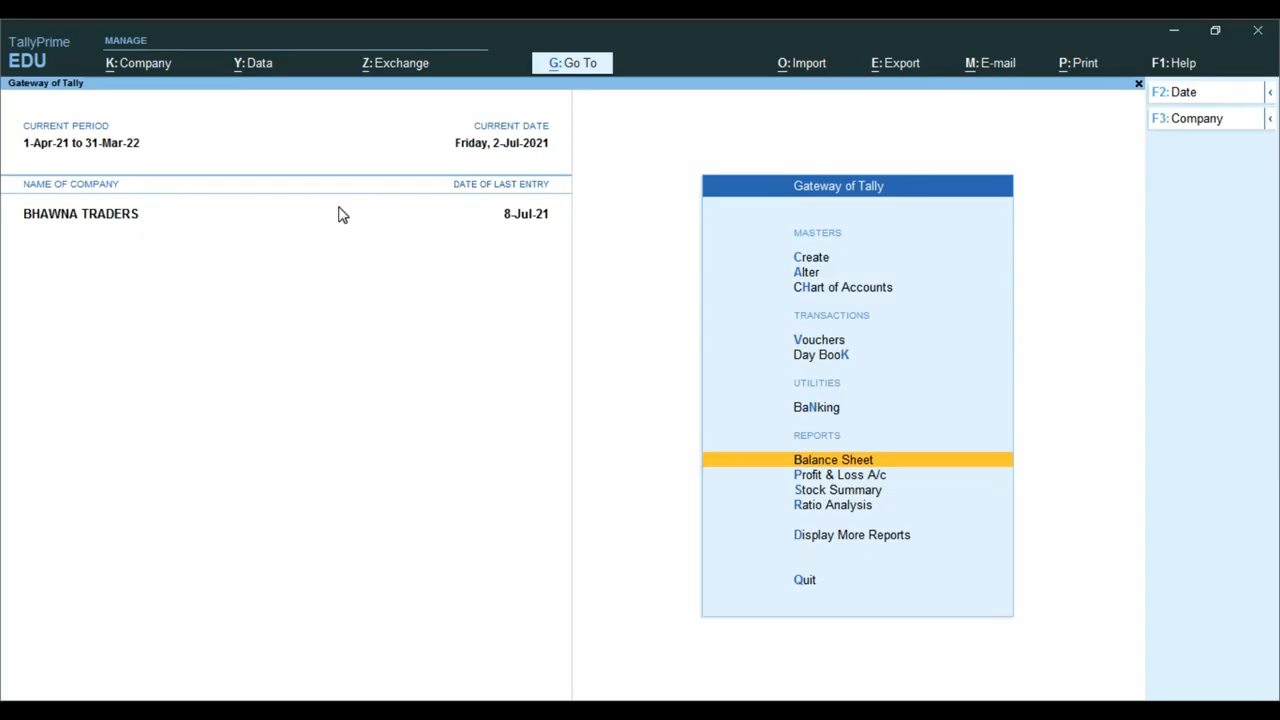 TallyPrime
EDU
MANAGE
K: Company
Y: Data
Z: Exchange
G: Go To
O: Import
E: Export
M: E-mail
P: Print
F1: Help
Gateway of Tally
CURRENT PERIOD
CURRENT DATE
1-Apr-21 to 31-Mar-22
Friday, 2-Jul-2021
NAME OF COMPANY
DATE OF LAST ENTRY
BHAWNA TRADERS
8-Jul-21
Gateway of Tally
MASTERS
Create
Alter
CHart of Accounts
TRANSACTIONS
Vouchers
Day BooK
UTILITIES
BaNking
REPORTS
Balance Sheet
Profit & Loss A/c
Stock Summary
Ratio Analysis
Display More Reports
Quit
F2: Date
F3: Company